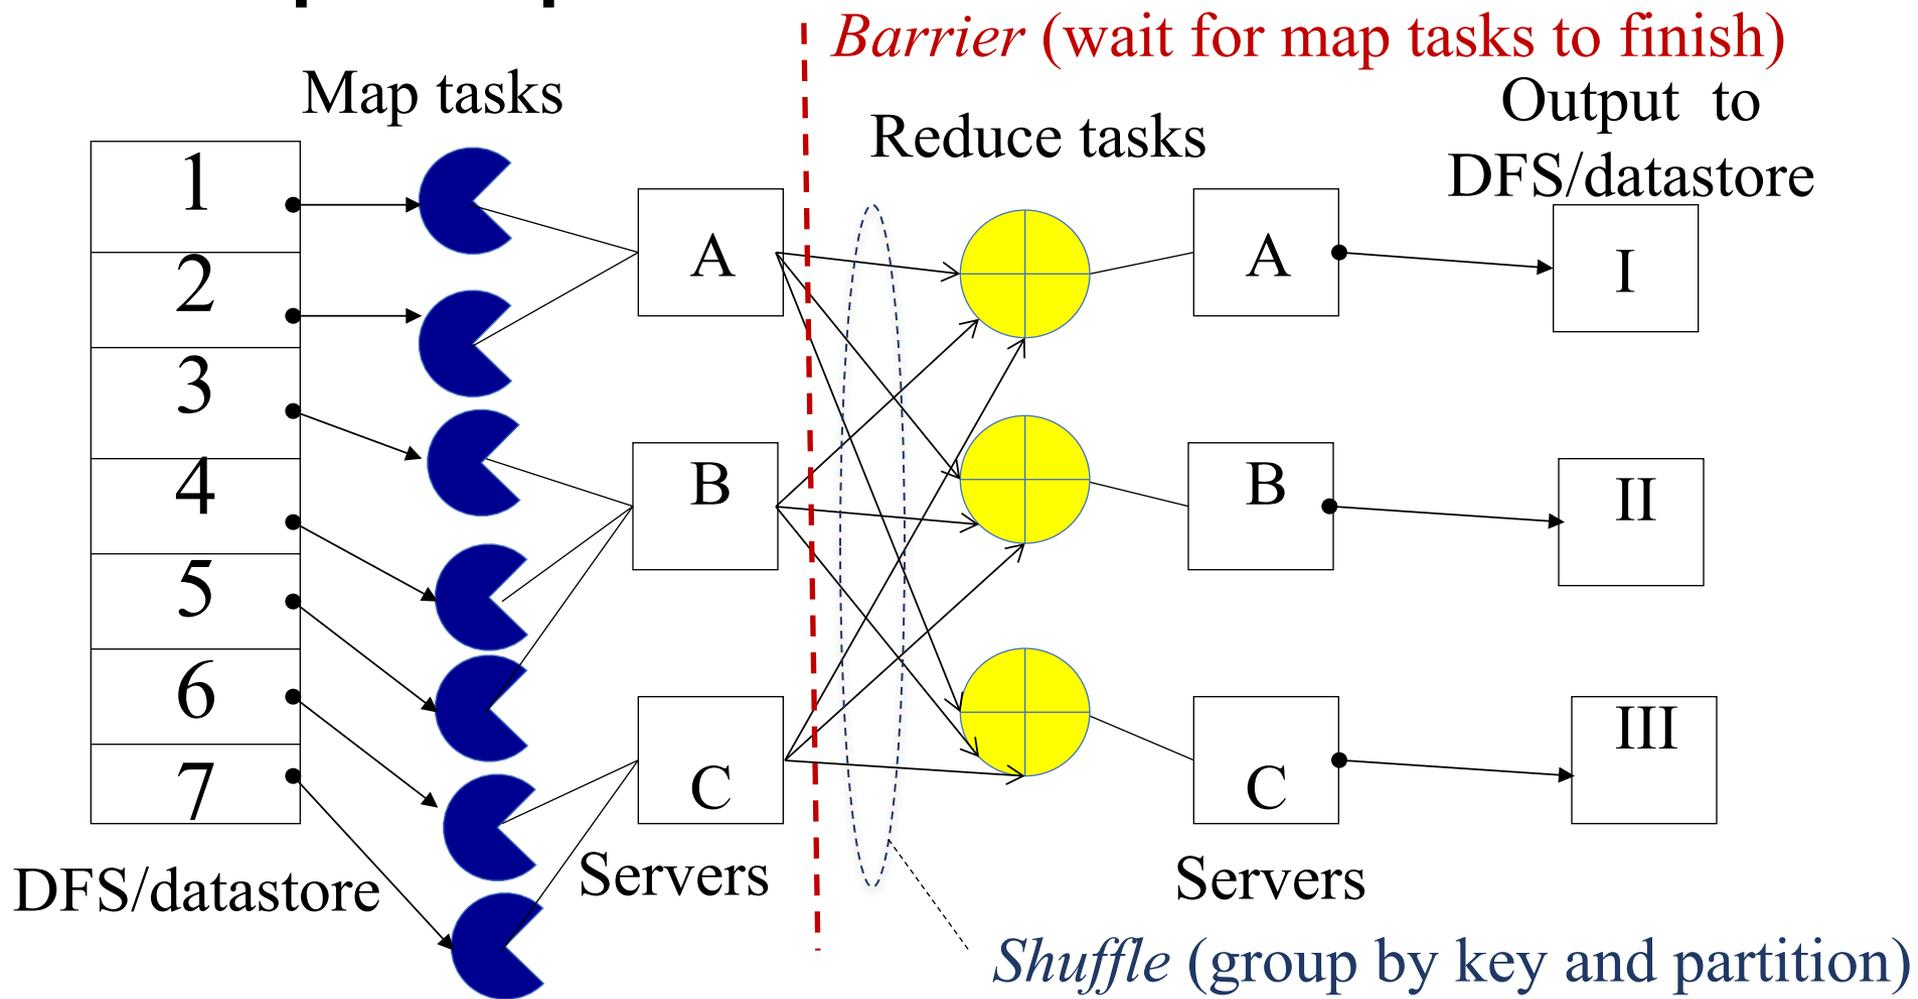 Barrier (wait for map tasks to finish)
Map tasks
Output to
DFS/datastore
Reduce tasks
1
2
3
4
5
6
7
A
B
C
A
B
C
I
II
III
DFS/datastore
Servers
Servers
Shuffle (group by key and partition)